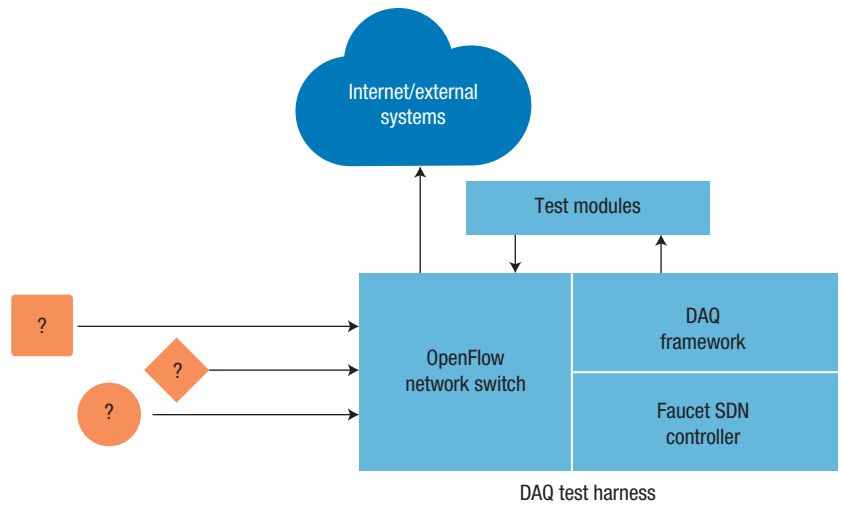 Internet/external
systems
Test modules
?
?
?
OpenFlow
network switch
DAQ
framework
Faucet SDN
controller
DAQ test harness